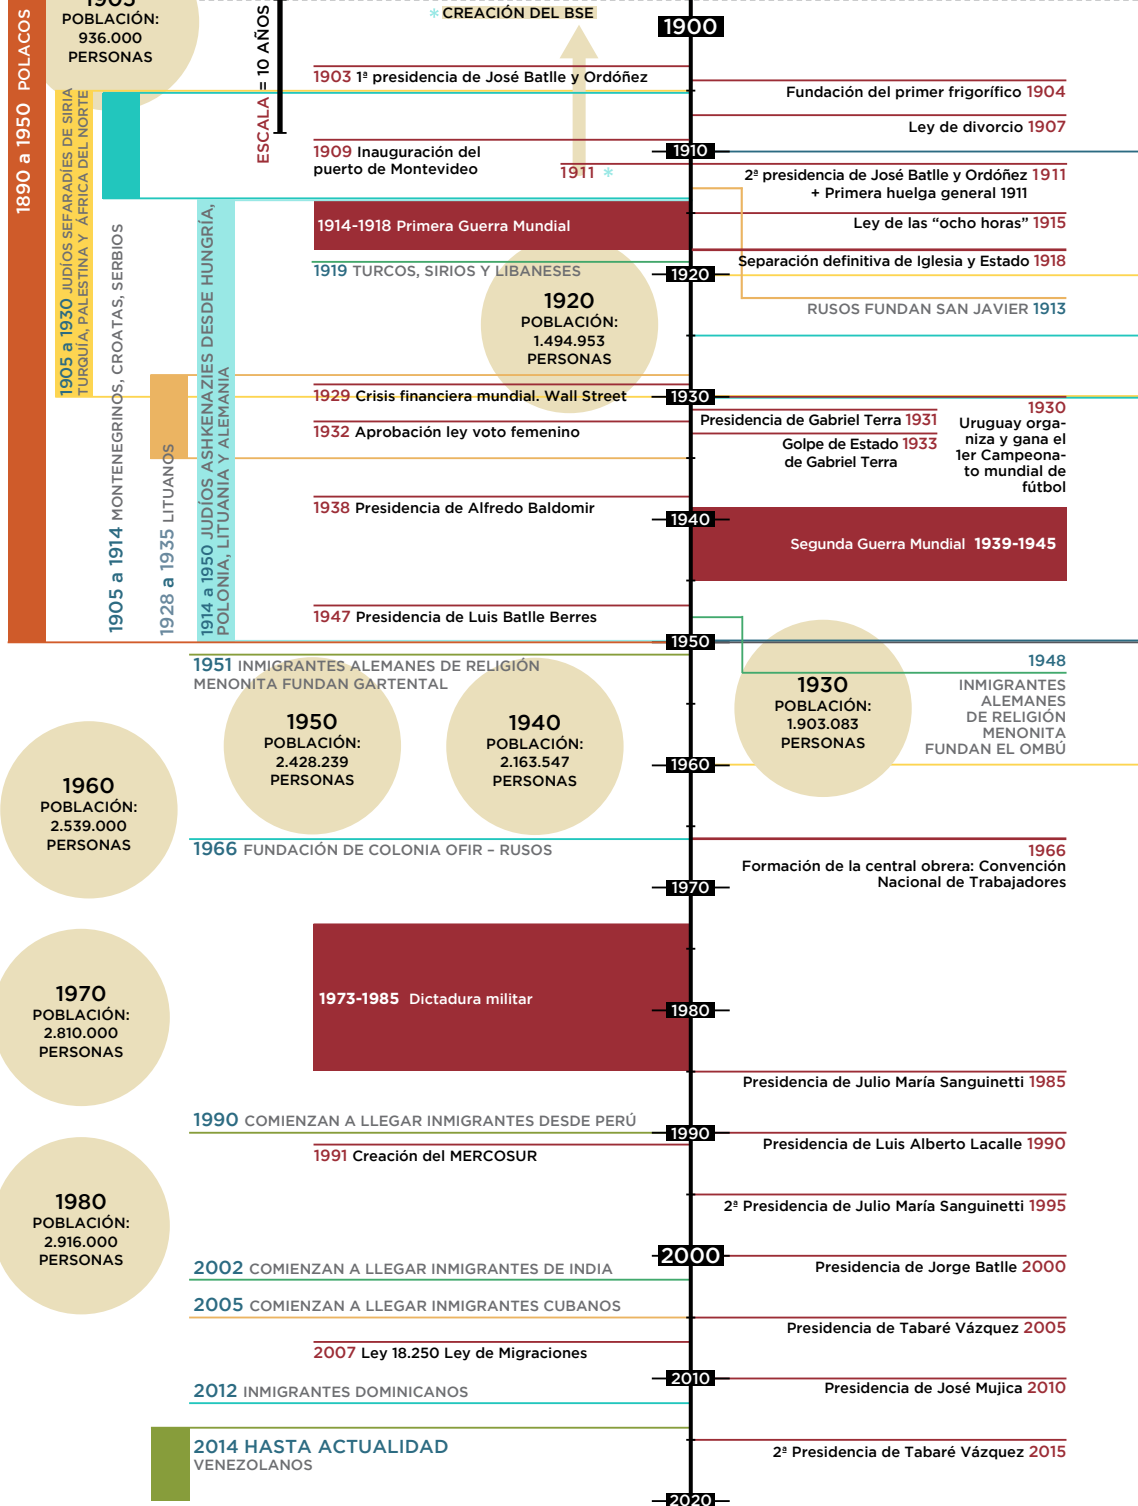 1905
POBLACIÓN:
936.000
PERSONAS
1890 a 1950 POLACOS
ESCALA = 10 AÑOS
* CREACIÓN DEL BSE
1900
1903 1ª presidencia de José Batlle y Ordóñez
Fundación del primer frigorífico 1904
Ley de divorcio 1907
1905 a 1930 JUDÍOS SEFARADÍES DE SIRIA
TURQUÍA, PALESTINA Y ÁFRICA DEL NORTE
1905 a 1914 MONTENEGRINOS, CROATAS, SERBIOS
1909 Inauguración del
puerto de Montevideo
1910
1911 *
2ª presidencia de José Batlle y Ordóñez 1911
+ Primera huelga general 1911
1914-1918 Primera Guerra Mundial
Ley de las “ocho horas” 1915
Separación definitiva de Iglesia y Estado 1918
1919 TURCOS, SIRIOS Y LIBANESES
1920
RUSOS FUNDAN SAN JAVIER 1913
1920
POBLACIÓN:
1.494.953
PERSONAS
1914 a 1950 JUDÍOS ASHKENAZIES DESDE HUNGRÍA,
POLONIA, LITUANIA Y ALEMANIA
1928 a 1935 LITUANOS
1929 Crisis financiera mundial. Wall Street
1930
1932 Aprobación ley voto femenino
Presidencia de Gabriel Terra 1931
Golpe de Estado 1933
de Gabriel Terra
1930
Uruguay orga-
niza y gana el
1er Campeona-
to mundial de
fútbol
1938 Presidencia de Alfredo Baldomir
1940
Segunda Guerra Mundial 1939-1945
1947 Presidencia de Luis Batlle Berres
1950
1951 INMIGRANTES ALEMANES DE RELIGIÓN
MENONITA FUNDAN GARTENTAL
1948
INMIGRANTES
ALEMANES
DE RELIGIÓN
MENONITA
FUNDAN EL OMBÚ
1950
POBLACIÓN:
2.428.239
PERSONAS
1940
POBLACIÓN:
2.163.547
PERSONAS
1930
POBLACIÓN:
1.903.083
PERSONAS
1960
1960
POBLACIÓN:
2.539.000
PERSONAS
1966 FUNDACIÓN DE COLONIA OFIR – RUSOS
1966
Formación de la central obrera: Convención
Nacional de Trabajadores
1970
1970
POBLACIÓN:
2.810.000
PERSONAS
1973-1985 Dictadura militar
1980
Presidencia de Julio María Sanguinetti 1985
1990 COMIENZAN A LLEGAR INMIGRANTES DESDE PERÚ
1990
1991 Creación del MERCOSUR
Presidencia de Luis Alberto Lacalle 1990
1980
POBLACIÓN:
2.916.000
PERSONAS
2ª Presidencia de Julio María Sanguinetti 1995
2000
2002 COMIENZAN A LLEGAR INMIGRANTES DE INDIA
Presidencia de Jorge Batlle 2000
2005 COMIENZAN A LLEGAR INMIGRANTES CUBANOS
Presidencia de Tabaré Vázquez 2005
2007 Ley 18.250 Ley de Migraciones
2010
2012 INMIGRANTES DOMINICANOS
Presidencia de José Mujica 2010
2014 HASTA ACTUALIDAD
VENEZOLANOS
2ª Presidencia de Tabaré Vázquez 2015
2020